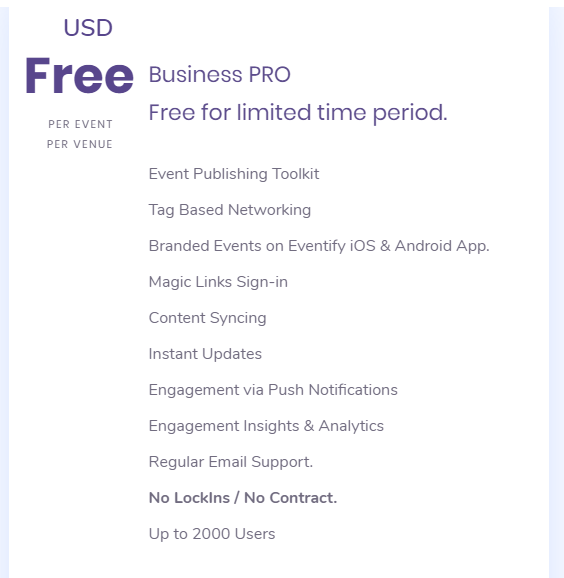 USD
Free
PER EVENT
PER VENUE
Business PRO
Free for limited time period.
Event Publishing Toolkit
Tag Based Networking
Branded Events on Eventify iOS & Android App.
Magic Links Sign-in
Content Syncing
Instant Updates
Engagement via Push Notifications
Engagement Insights & Analytics
Regular Email Support.
No LockIns / No Contract.
Up to 2000 Users